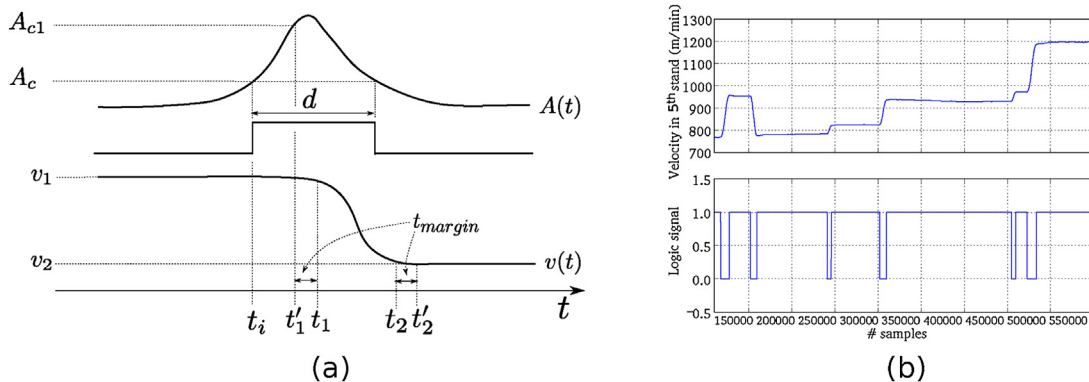 A_{c1}
A_c
d
A(t)
v_1
t_{margin}
v_2
v(t)
t_i t'_1 t_1 t_2 t'_2 t
(a)
Velocity in 5th stand (m/min)
1300
1200
1100
1000
900
800
700
Logic signal
1.5
1.0
0.5
0.0
−0.5
150000 200000 250000 300000 350000 400000 450000 500000 550000
# samples
(b)